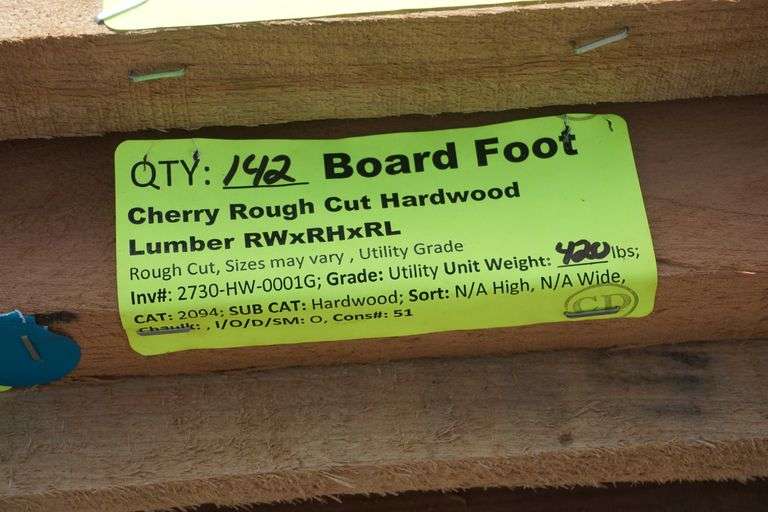 QTY: 142 Board Foot
Cherry Rough Cut Hardwood
Lumber RWxRHxRL
Rough Cut, Sizes may vary , Utility Grade
Inv#: 2730-HW-0001G; Grade: Utility Unit Weight: 420 lbs;
CAT: 2094; SUB CAT: Hardwood; Sort: N/A High, N/A Wide,
Chaulk: , I/O/D/SM: O, Cons#: 51